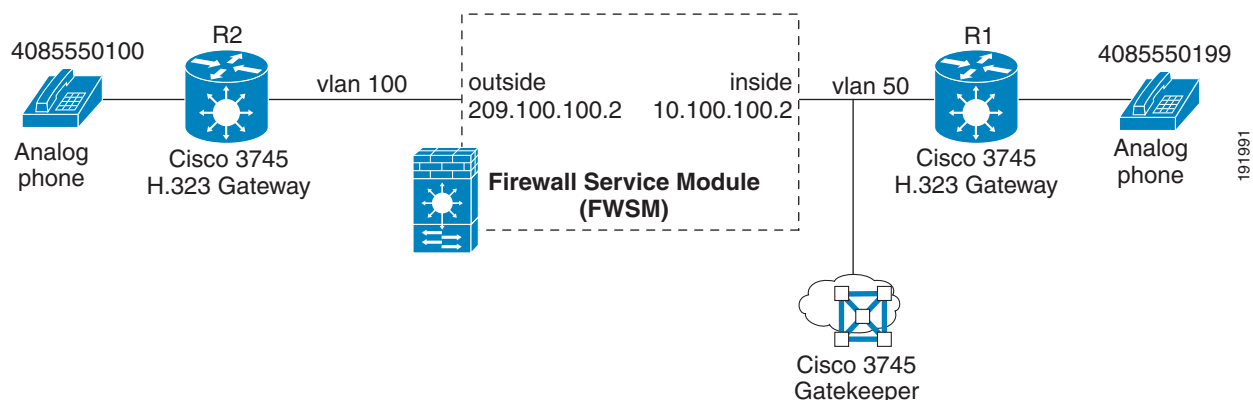 4085550100
R2
vlan 100
outside
209.100.100.2
inside
10.100.100.2
vlan 50
R1
4085550199
Analog
phone
Cisco 3745
H.323 Gateway
Firewall Service Module
(FWSM)
Cisco 3745
H.323 Gateway
Analog
phone
191991
Cisco 3745
Gatekeeper